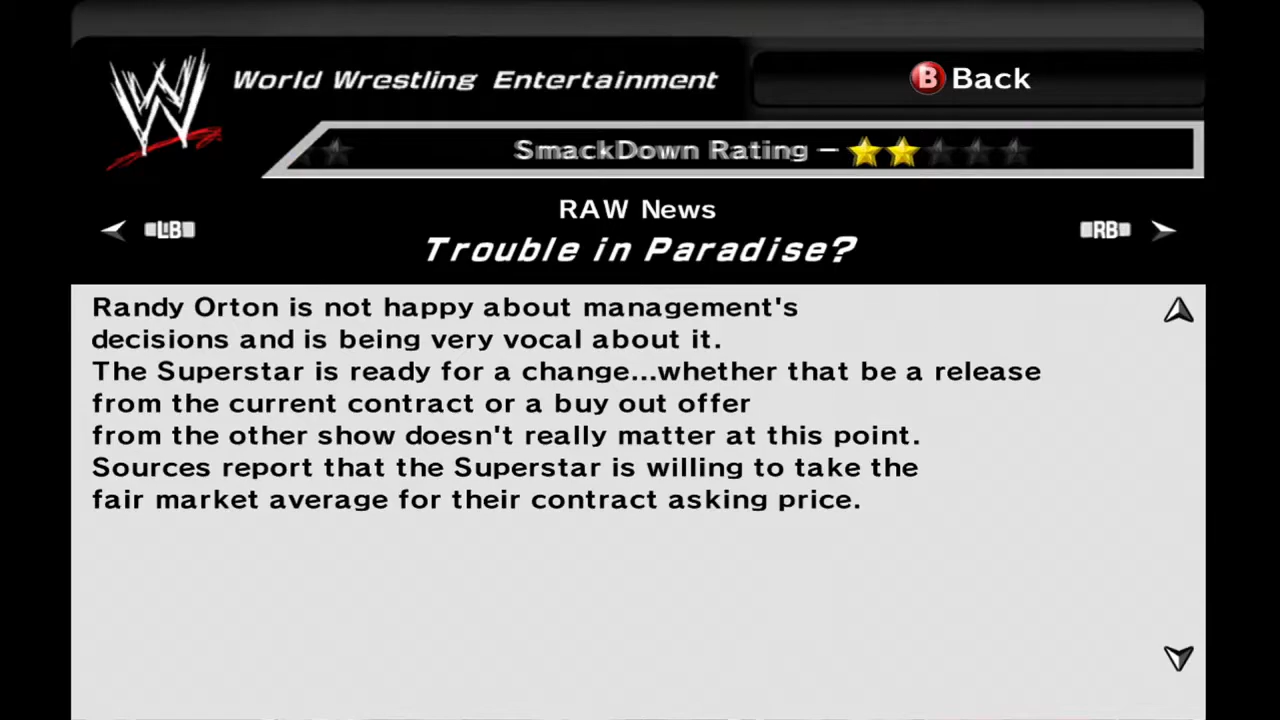 World Wrestling Entertainment
B Back
SmackDown Rating —
RAW News
LB
RB
Trouble in Paradise?
Randy Orton is not happy about management's
decisions and is being very vocal about it.
The Superstar is ready for a change...whether that be a release
from the current contract or a buy out offer
from the other show doesn't really matter at this point.
Sources report that the Superstar is willing to take the
fair market average for their contract asking price.